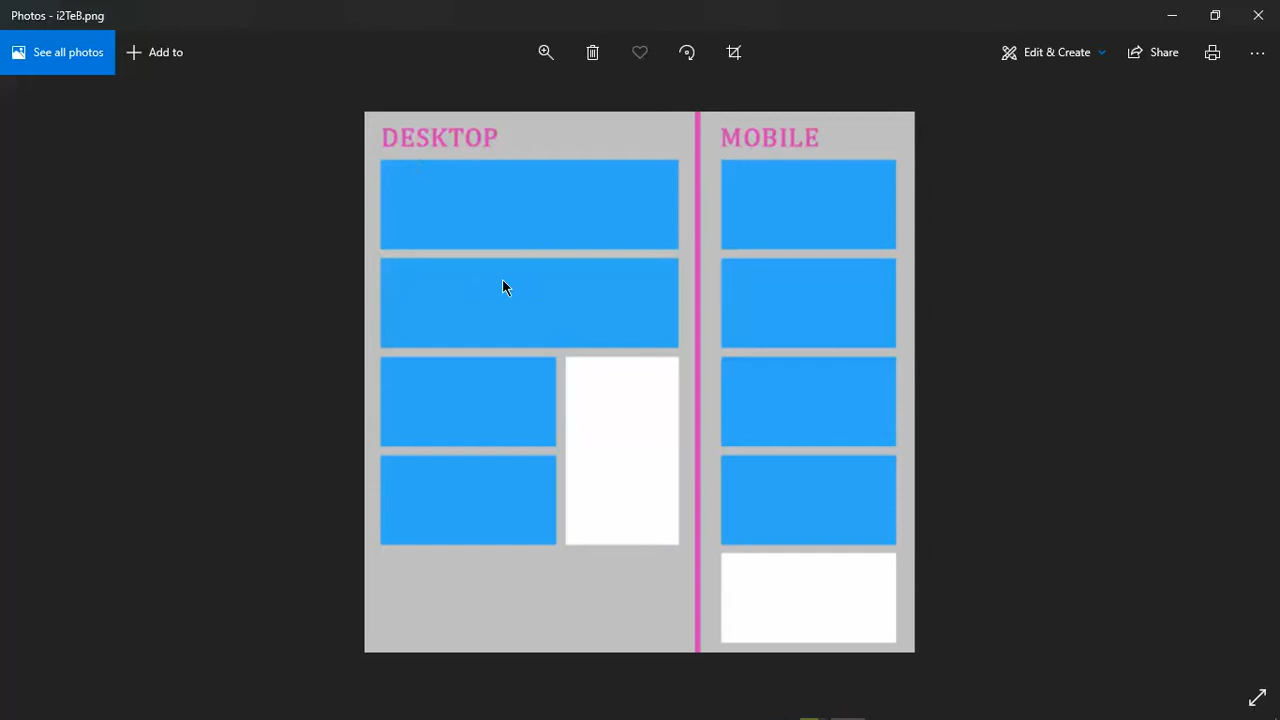 Photos - i2TeB.png
See all photos
Add to
Edit & Create
Share
DESKTOP
MOBILE